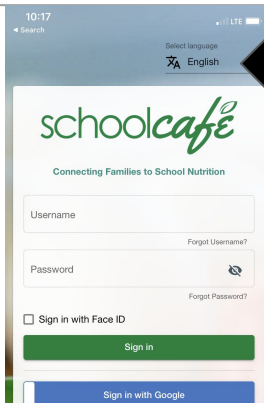 10:17
LTE
◄ Search
Select language
English
schoolcafé
Connecting Families to School Nutrition
Username
Forgot Username?
Password
Forgot Password?
Sign in with Face ID
Sign in
Sign in with Google